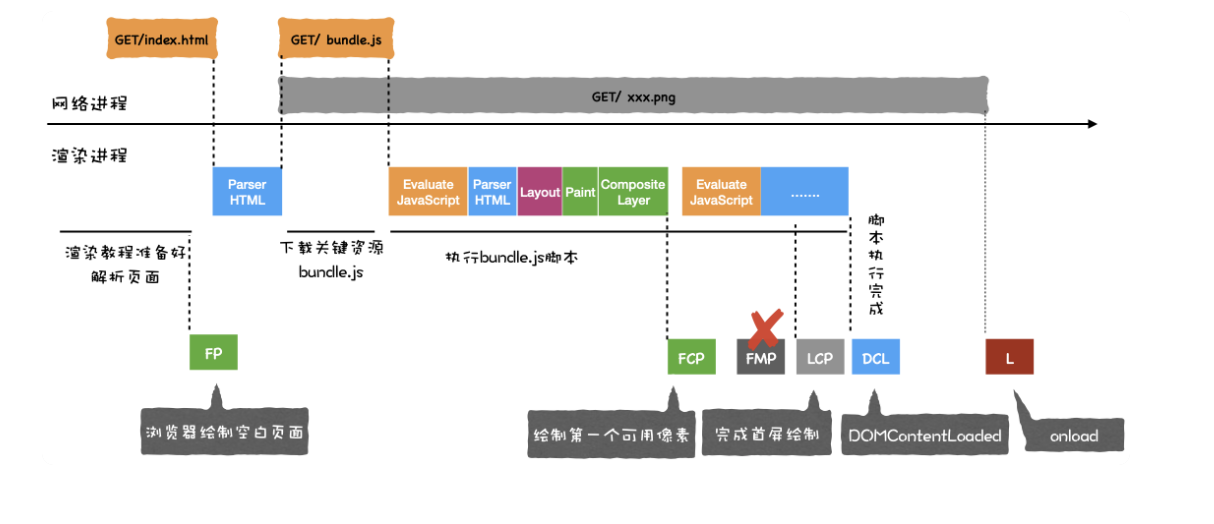 GET/index.html
GET/ bundle.js
GET/ xxx.png
网络进程
渲染进程
Parser
HTML
Evaluate
JavaScript
Parser
HTML
Layout
Paint
Composite
Layer
Evaluate
JavaScript
.......
渲染教程准备好
解析页面
下载关键资源
bundle.js
执行bundle.js脚本
脚本执行完成
FP
FCP
FMP
LCP
DCL
L
浏览器绘制空白页面
绘制第一个可用像素
完成首屏绘制
DOMContentLoaded
onload